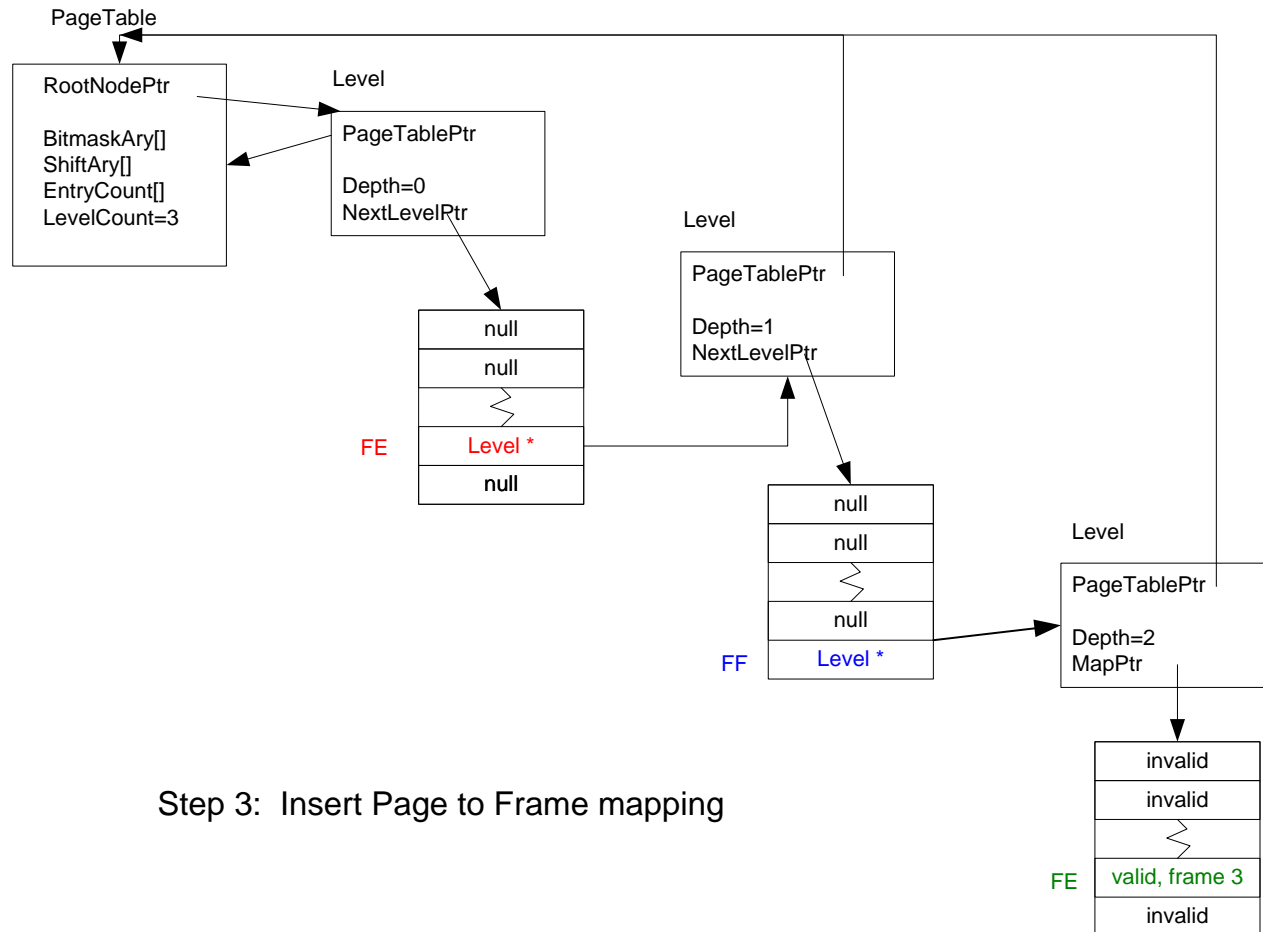 PageTable
RootNodePtr
BitmaskAry[]
ShiftAry[]
EntryCount[]
LevelCount=3
Level
PageTablePtr
Depth=0
NextLevelPtr
null
null
FE
Level *
null
Level
PageTablePtr
Depth=1
NextLevelPtr
null
null
null
FF
Level *
Level
PageTablePtr
Depth=2
MapPtr
invalid
invalid
FE
valid, frame 3
invalid
Step 3: Insert Page to Frame mapping